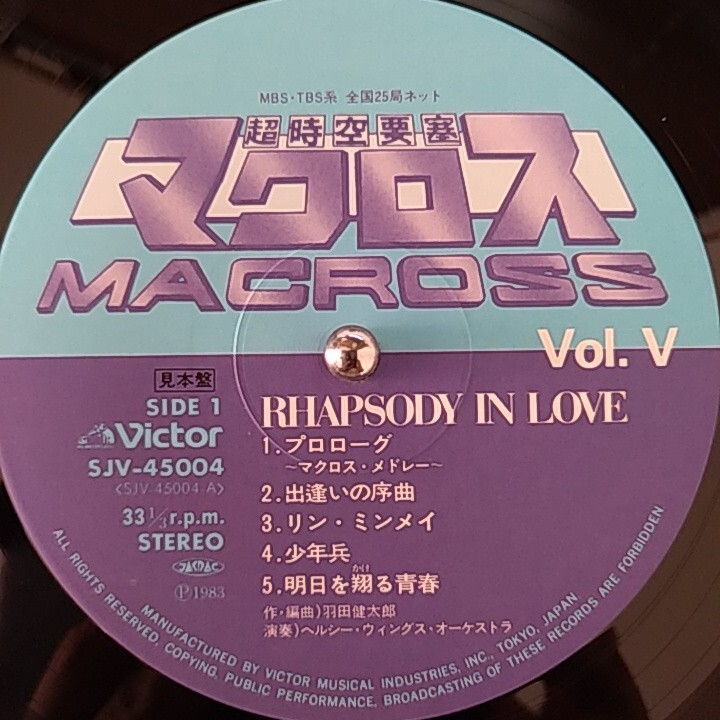 MBS・TBS系 全国25局ネット
超時空要塞
マクロス
MACROSS
Vol. V
見本盤
SIDE 1
Victor
SJV-45004
<SJV-45004-A>
33 1/3 r.p.m.
STEREO
JASRAC
Ⓟ1983
RHAPSODY IN LOVE
1.プロローグ
~マクロス・メドレー~
2.出逢いの序曲
3.リン・ミンメイ
4.少年兵
かけ
5.明日を翔る青春
作・編曲)羽田健太郎
演奏)ヘルシー・ウィングス・オーケストラ
MANUFACTURED BY VICTOR MUSICAL INDUSTRIES, INC., TOKYO, JAPAN.
ALL RIGHTS RESERVED. COPYING, PUBLIC PERFORMANCE, BROADCASTING OF THESE RECORDS ARE FORBIDDEN